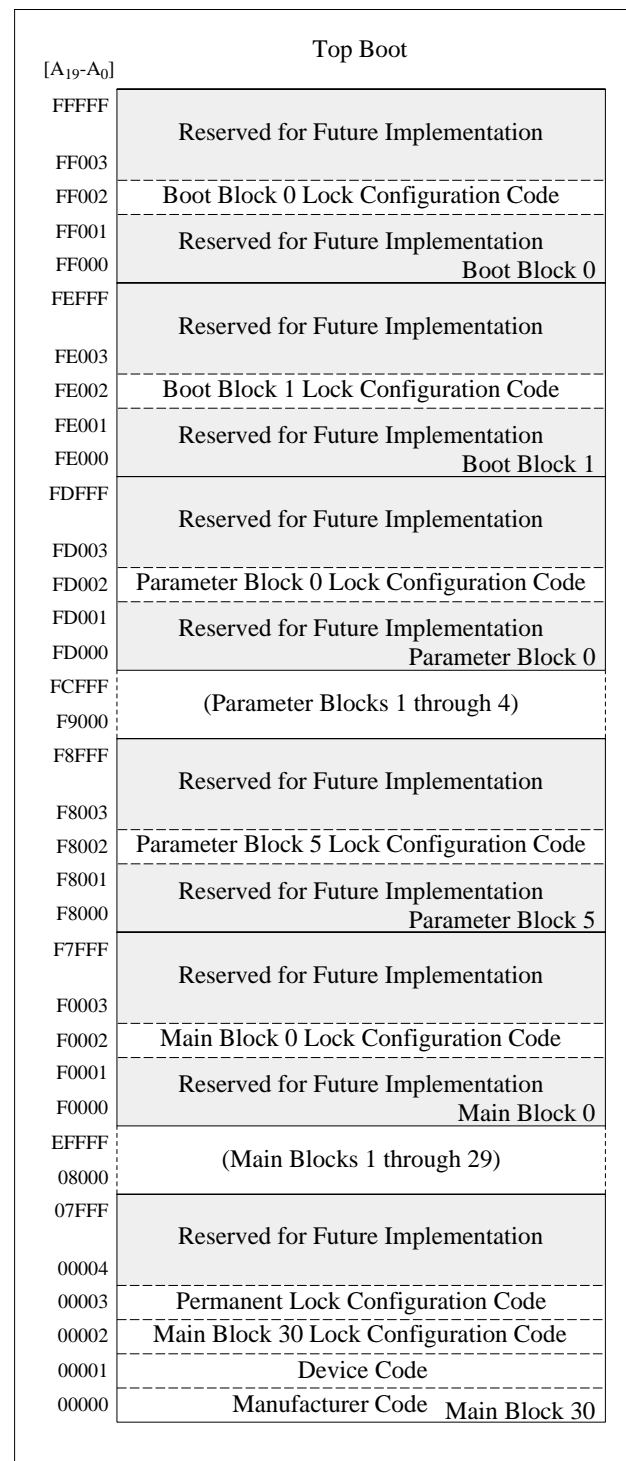 Top Boot
[A19-A0]
FFFFF
Reserved for Future Implementation
FF003
FF002 Boot Block 0 Lock Configuration Code
FF001
Reserved for Future Implementation
FF000
Boot Block 0
FEFFF
Reserved for Future Implementation
FE003
FE002 Boot Block 1 Lock Configuration Code
FE001
Reserved for Future Implementation
FE000
Boot Block 1
FDFFF
Reserved for Future Implementation
FD003
FD002 Parameter Block 0 Lock Configuration Code
FD001
Reserved for Future Implementation
FD000
Parameter Block 0
FCFFF
(Parameter Blocks 1 through 4)
F9000
F8FFF
Reserved for Future Implementation
F8003
F8002 Parameter Block 5 Lock Configuration Code
F8001
Reserved for Future Implementation
F8000
Parameter Block 5
F7FFF
Reserved for Future Implementation
F0003
F0002 Main Block 0 Lock Configuration Code
F0001
Reserved for Future Implementation
F0000
Main Block 0
EFFFF
(Main Blocks 1 through 29)
08000
07FFF
Reserved for Future Implementation
00004
00003 Permanent Lock Configuration Code
00002 Main Block 30 Lock Configuration Code
00001 Device Code
00000 Manufacturer Code Main Block 30